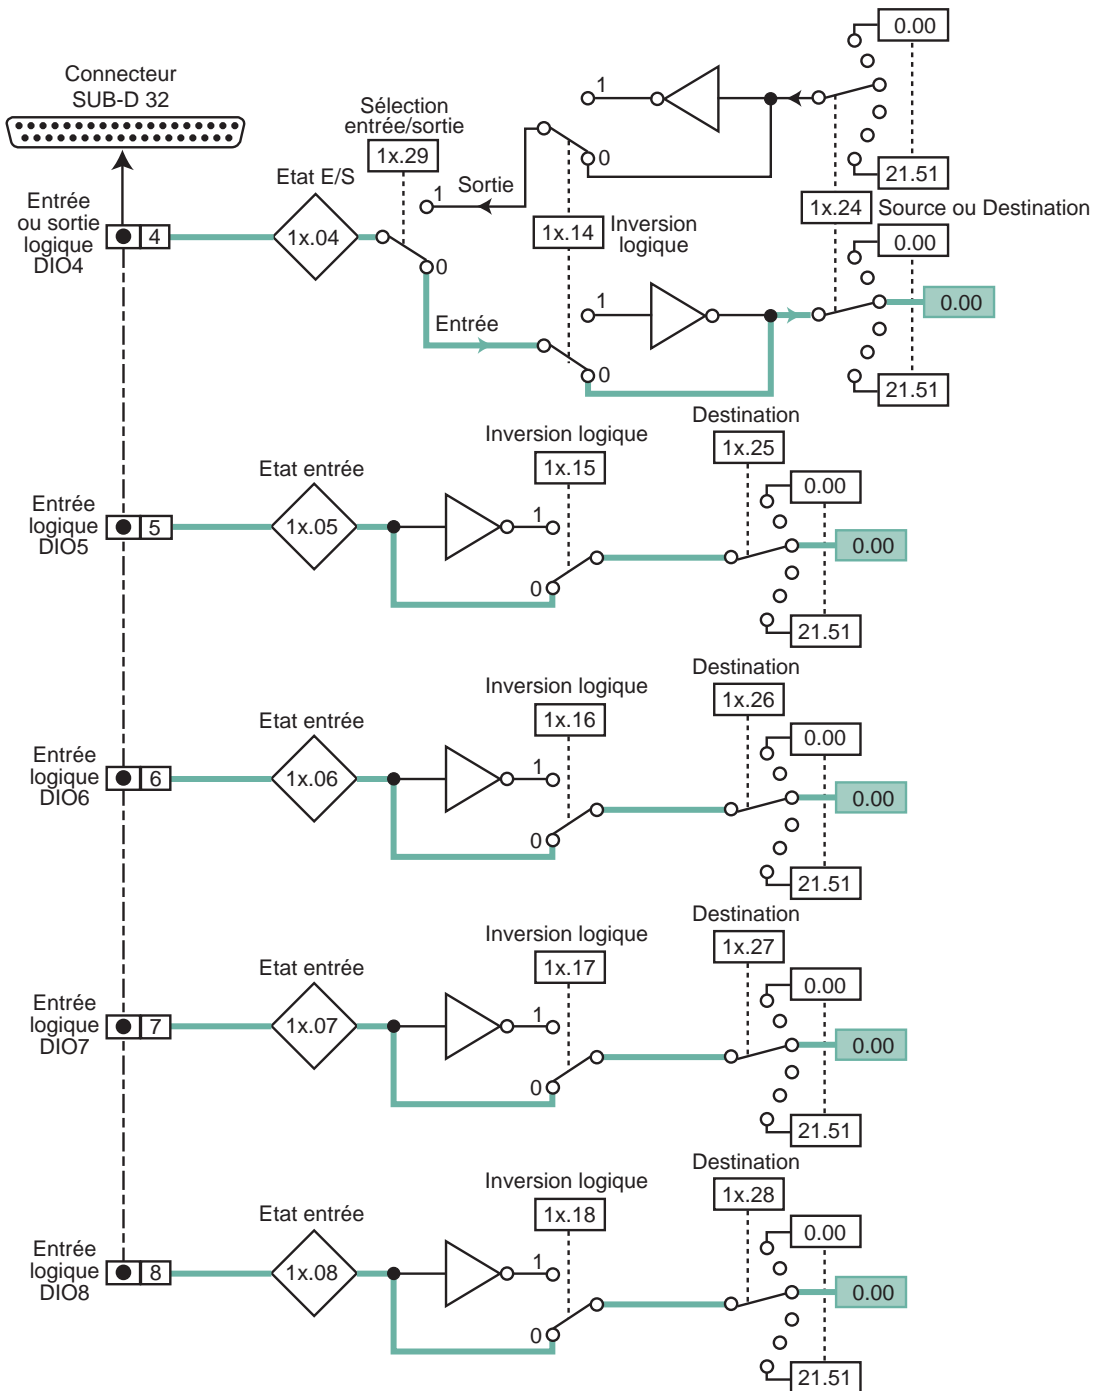 Connecteur
SUB-D 32
Entrée
ou sortie
logique
DIO4
4
Etat E/S
1x.04
Sélection
entrée/sortie
1x.29
1
Sortie
0
Entrée
1
0
1x.14
Inversion
logique
1
0
0.00
21.51
1x.24
Source ou Destination
0.00
0.00
21.51
Entrée
logique
DIO5
5
Etat entrée
1x.05
Inversion logique
1x.15
1
0
Destination
1x.25
0.00
0.00
21.51
Entrée
logique
DIO6
6
Etat entrée
1x.06
Inversion logique
1x.16
1
0
Destination
1x.26
0.00
0.00
21.51
Entrée
logique
DIO7
7
Etat entrée
1x.07
Inversion logique
1x.17
1
0
Destination
1x.27
0.00
0.00
21.51
Entrée
logique
DIO8
8
Etat entrée
1x.08
Inversion logique
1x.18
1
0
Destination
1x.28
0.00
0.00
21.51